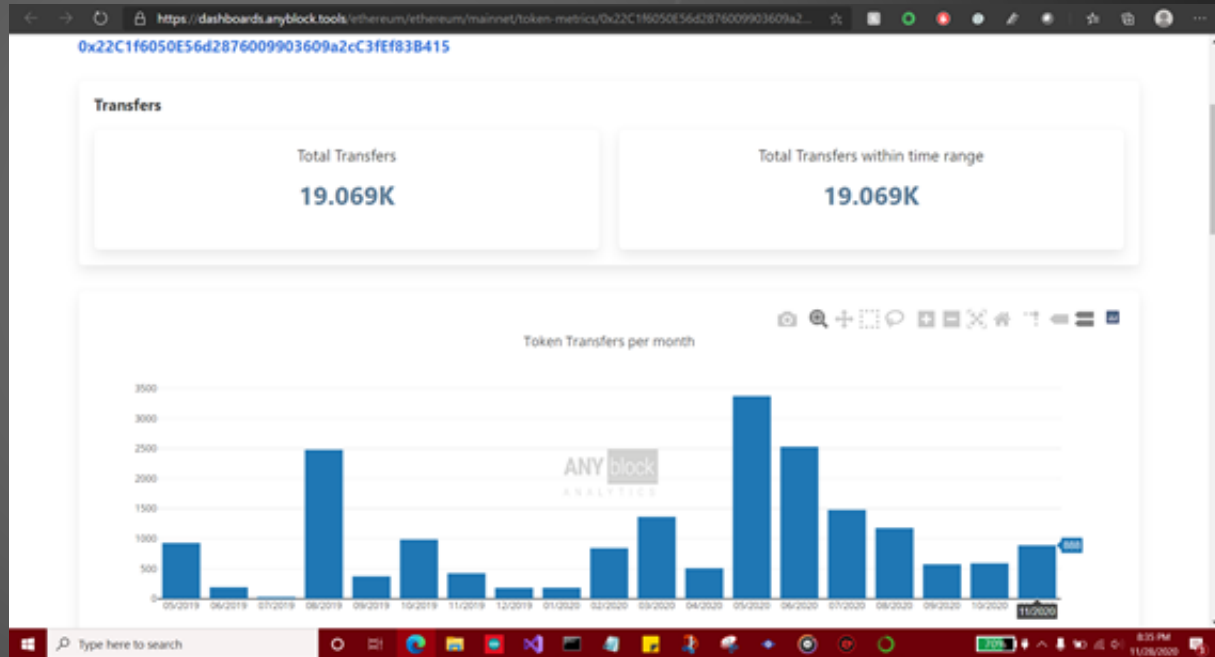 https://dashboards.anyblock.tools/ethereum/ethereum/mainnet/token-metrics/0x22C1f6050E56d2876009903609a2...
0x22C1f6050E56d2876009903609a2cC3fEf83B415
Transfers
Total Transfers
Total Transfers within time range
19.069K
19.069K
Token Transfers per month
3500
3000
2500
2000
1500
1000
500
0
ANY block
ANALYTICS
888
05/2019 06/2019 07/2019 08/2019 09/2019 10/2019 11/2019 12/2019 01/2020 02/2020 03/2020 04/2020 05/2020 06/2020 07/2020 08/2020 09/2020 10/2020 11/2020
Type here to search
70%
8:35 PM
11/28/2020